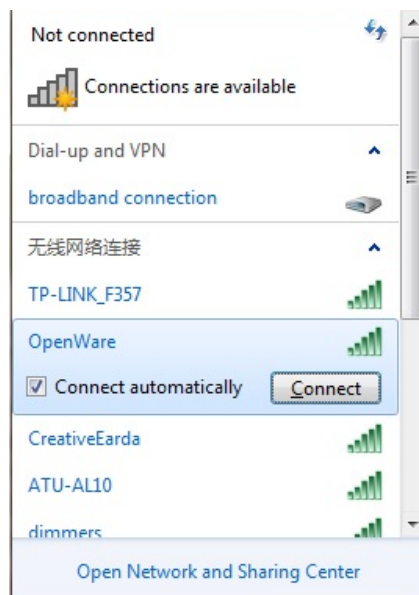 Not connected
Connections are available
Dial-up and VPN
broadband connection
无线网络连接
TP-LINK_F357
OpenWare
Connect automatically
Connect
CreativeEarda
ATU-AL10
dimmers
Open Network and Sharing Center